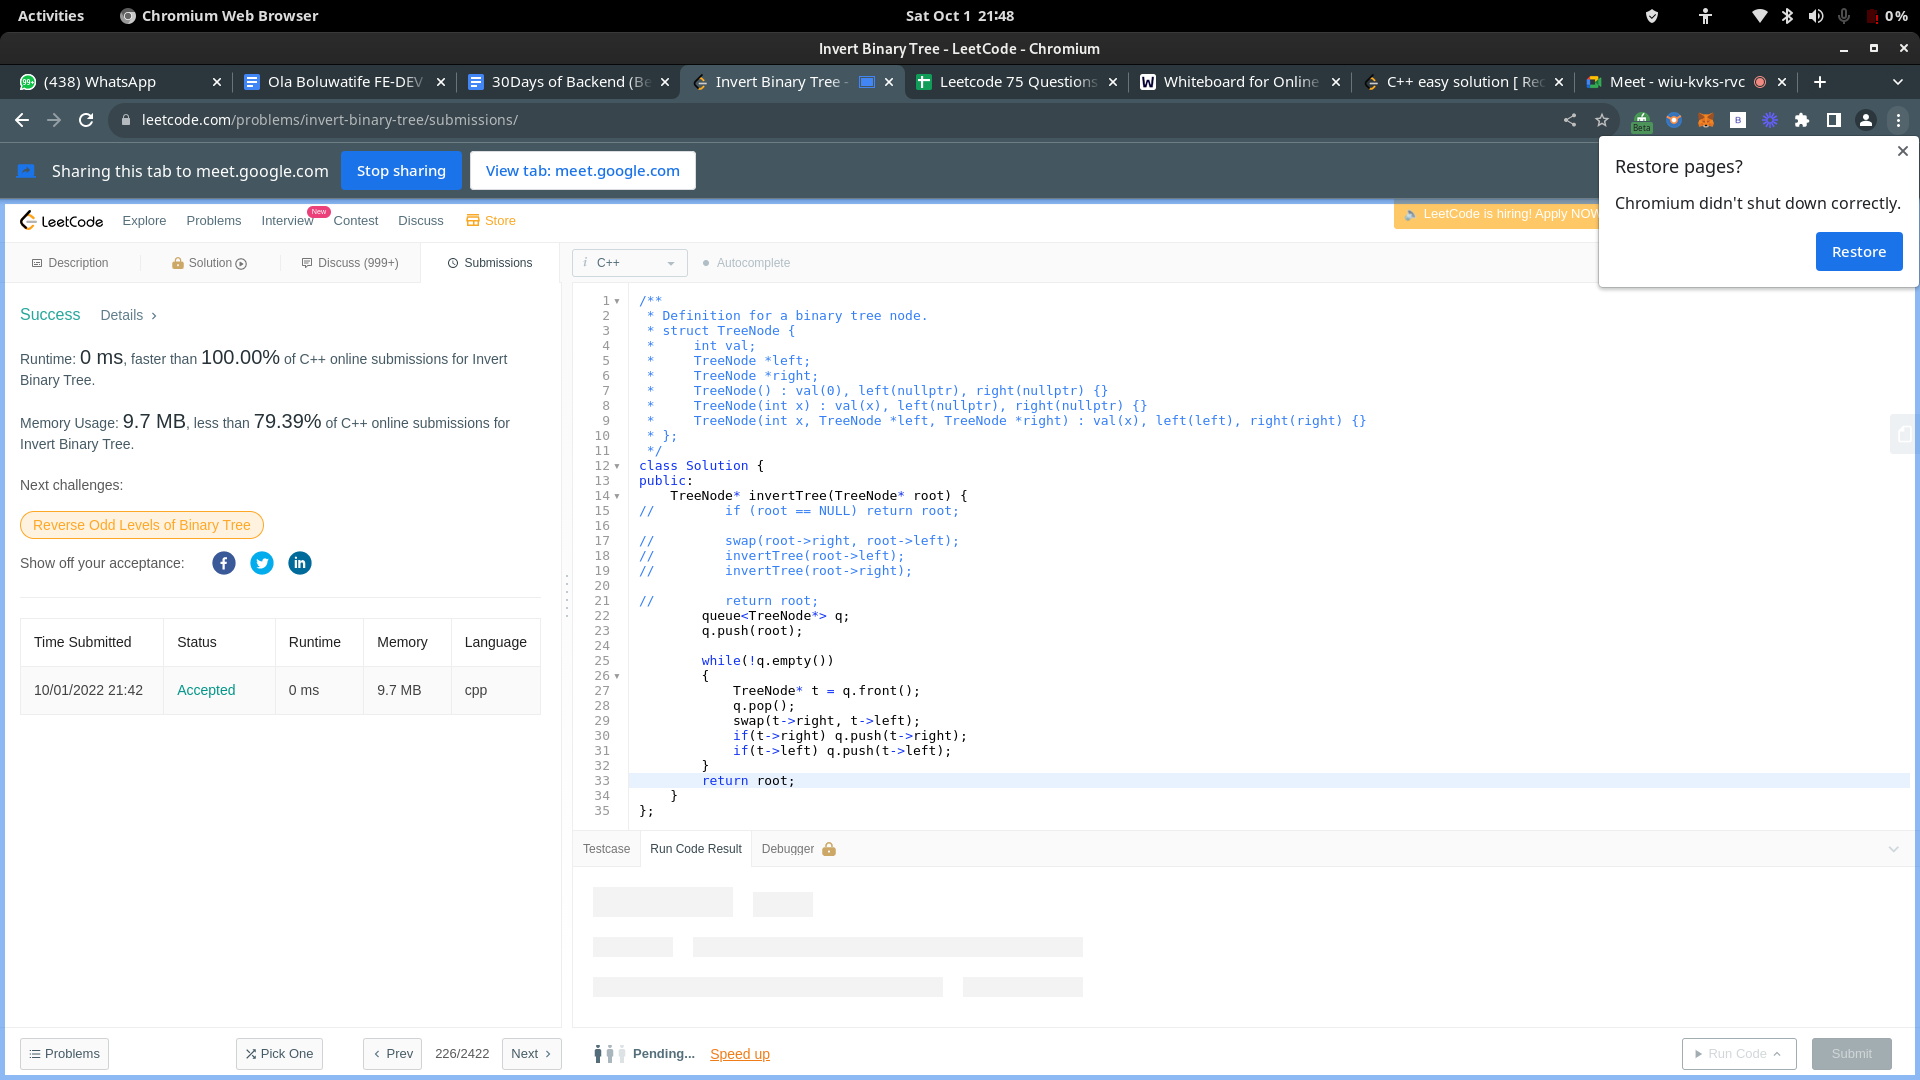 Activities
Chromium Web Browser
Sat Oct 1 21:48
0%
Invert Binary Tree - LeetCode - Chromium
(438) WhatsApp
Ola Boluwatife FE-DEV
30Days of Backend (Be
Invert Binary Tree -
Leetcode 75 Questions
Whiteboard for Online
C++ easy solution [ Rec
Meet - wiu-kvks-rvc
leetcode.com/problems/invert-binary-tree/submissions/
Beta
Sharing this tab to meet.google.com
Stop sharing
View tab: meet.google.com
Restore pages?
Chromium didn't shut down correctly.
Restore
LeetCode
Explore
Problems
Interview
New
Contest
Discuss
Store
LeetCode is hiring! Apply NOW
Description
Solution
Discuss (999+)
Submissions
i C++
Autocomplete
Success
Details
Runtime: 0 ms, faster than 100.00% of C++ online submissions for Invert
Binary Tree.
Memory Usage: 9.7 MB, less than 79.39% of C++ online submissions for
Invert Binary Tree.
Next challenges:
Reverse Odd Levels of Binary Tree
Show off your acceptance:
Time Submitted Status Runtime Memory Language
10/01/2022 21:42 Accepted 0 ms 9.7 MB cpp
1 /**
2  * Definition for a binary tree node.
3  * struct TreeNode {
4  *     int val;
5  *     TreeNode *left;
6  *     TreeNode *right;
7  *     TreeNode() : val(0), left(nullptr), right(nullptr) {}
8  *     TreeNode(int x) : val(x), left(nullptr), right(nullptr) {}
9  *     TreeNode(int x, TreeNode *left, TreeNode *right) : val(x), left(left), right(right) {}
10  * };
11  */
12 class Solution {
13 public:
14     TreeNode* invertTree(TreeNode* root) {
15 //         if (root == NULL) return root;
16
17 //         swap(root->right, root->left);
18 //         invertTree(root->left);
19 //         invertTree(root->right);
20
21 //         return root;
22         queue<TreeNode*> q;
23         q.push(root);
24
25         while(!q.empty())
26         {
27             TreeNode* t = q.front();
28             q.pop();
29             swap(t->right, t->left);
30             if(t->right) q.push(t->right);
31             if(t->left) q.push(t->left);
32         }
33         return root;
34     }
35 };
Testcase
Run Code Result
Debugger
Problems
Pick One
Prev
226/2422
Next
Pending...
Speed up
Run Code
Submit